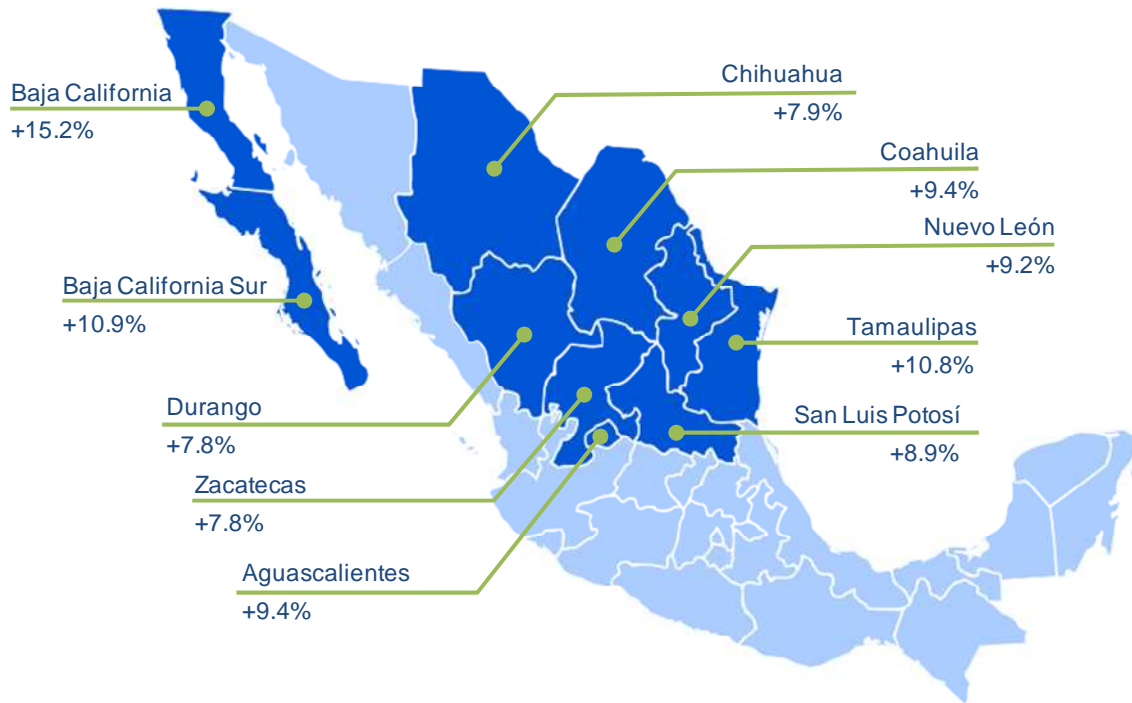 Baja California
+15.2%
Chihuahua
+7.9%
Coahuila
+9.4%
Nuevo León
+9.2%
Baja California Sur
+10.9%
Tamaulipas
+10.8%
Durango
+7.8%
San Luis Potosí
+8.9%
Zacatecas
+7.8%
Aguascalientes
+9.4%